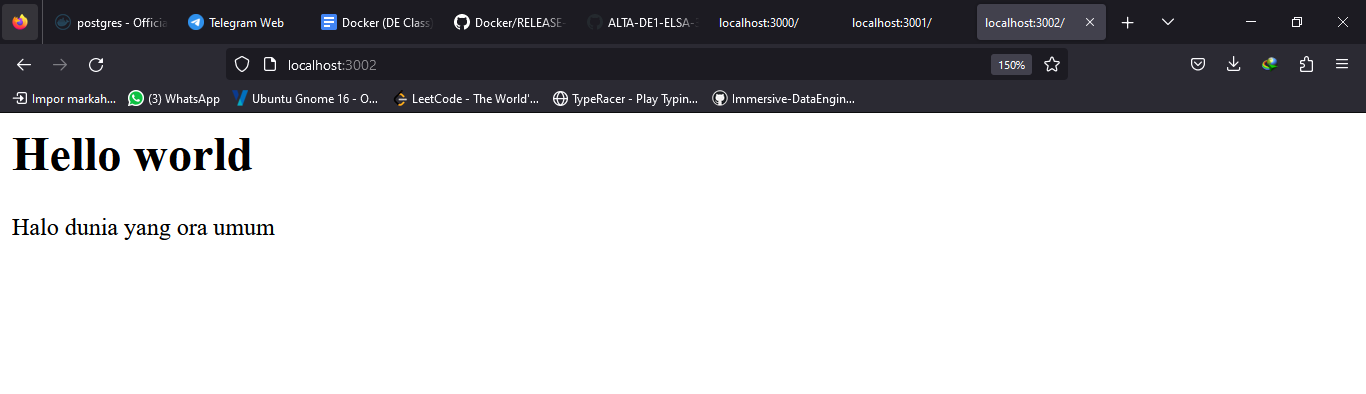 postgres - Officia
Telegram Web
Docker (DE Class
Docker/RELEASE-
ALTA-DE1-ELSA-
localhost:3000/
localhost:3001/
localhost:3002/
localhost:3002
150%
Impor markah...
(3) WhatsApp
Ubuntu Gnome 16 - O...
LeetCode - The World'...
TypeRacer - Play Typin...
Immersive-DataEngin...
Hello world
Halo dunia yang ora umum